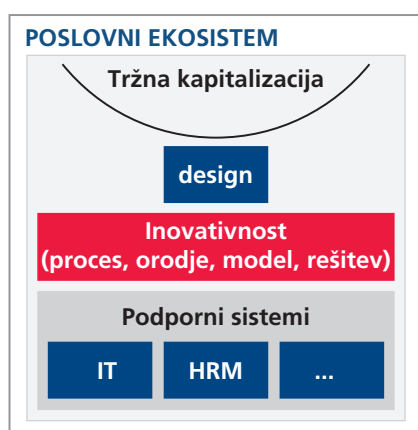 POSLOVNI EKOSISTEM
Tržna kapitalizacija
design
Inovativnost
(proces, orodje, model, rešitev)
Podporni sistemi
IT HRM ...